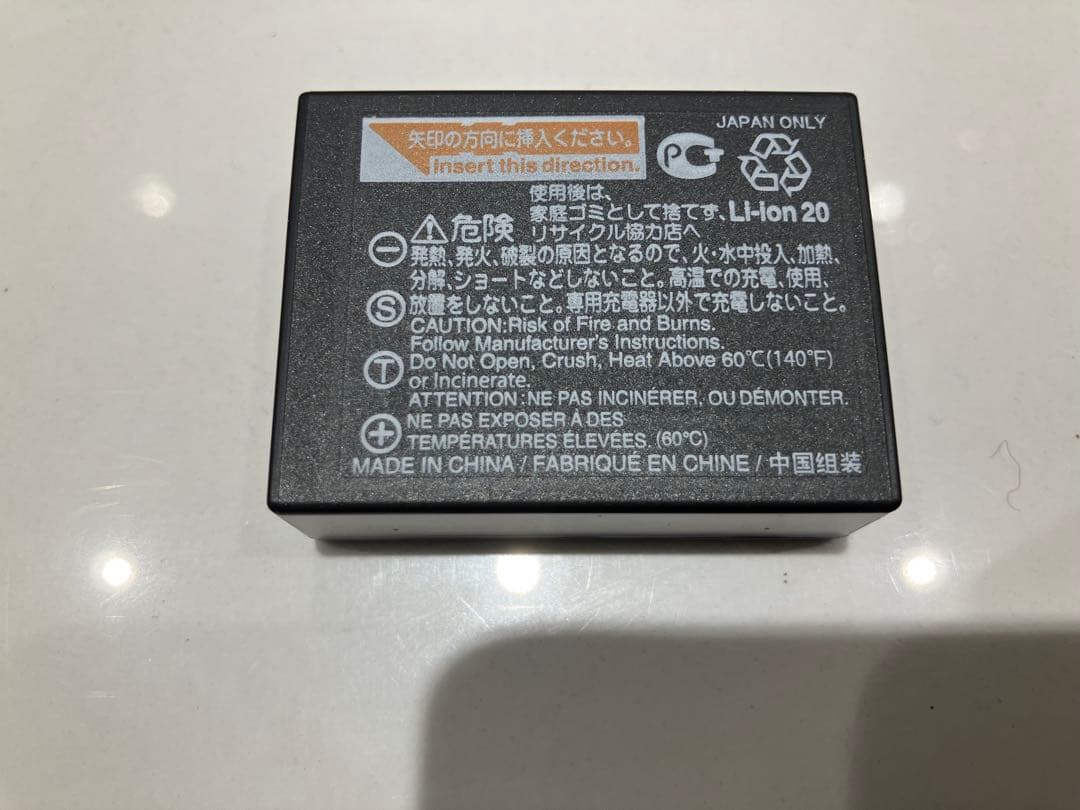 矢印の方向に挿入ください。
Insert this direction.
JAPAN ONLY
使用後は、
家庭ゴミとして捨てず、 Li-ion 20
リサイクル協力店へ
危険
発熱、発火、破裂の原因となるので、火・水中投入、加熱、
分解、ショートなどしないこと。高温での充電、使用、
放置をしないこと。専用充電器以外で充電しないこと。
CAUTION:Risk of Fire and Burns.
Follow Manufacturer's Instructions.
Do Not Open, Crush, Heat Above 60℃(140℉)
or Incinerate.
ATTENTION:NE PAS INCINÉRER, OU DÉMONTER.
NE PAS EXPOSER À DES
TEMPÉRATURES ÉLEVÉES. (60℃)
MADE IN CHINA / FABRIQUÉ EN CHINE / 中国组装
− S T +